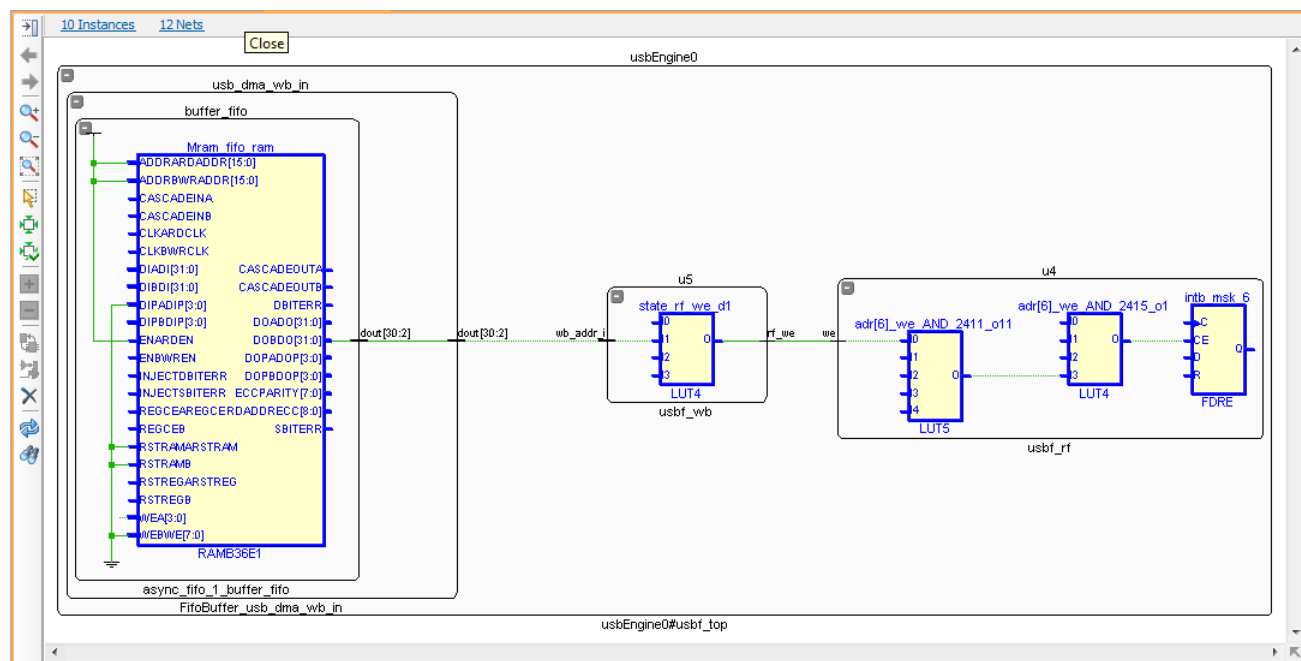 10 Instances 12 Nets
Close
usbEngine0
usb_dma_wb_in
buffer_fifo
Mram_fifo_ram
ADDRARDADDR[15:0]
ADDRBWRADDR[15:0]
CASCADEINA
CASCADEINB
CLKARDCLK
CLKBWRCLK
DIADI[31:0] CASCADEOUTA
DIBDI[31:0] CASCADEOUTB
DIPADIP[3:0] DBITERR
DIPBDIP[3:0] DOADO[31:0]
ENARDEN DOBDO[31:0]
ENBWREN DOPADOP[3:0]
INJECTDBITERR DOPBDOP[3:0]
INJECTSBITERR ECCPARITY[7:0]
REGCEAREGCERDADDRECC[8:0]
REGCEB SBITERR
RSTRAMARSTRAM
RSTRAMB
RSTREGARSTREG
RSTREGB
WEA[3:0]
WEBWE[7:0]
RAMB36E1
async_fifo_1_buffer_fifo
FifoBuffer_usb_dma_wb_in
dout[30:2] dout[30:2] wb_addr_i
u5
state_rf_we_d1
I0
I1 O
I2
I3
LUT4
usbf_wb
rf_we we
u4
adr[6]_we_AND_2411_o11
I0
I1
I2 O
I3
I4
LUT5
adr[6]_we_AND_2415_o1
I0
I1 O
I2
I3
LUT4
intb_msk_6
C
CE Q
D
R
FDRE
usbf_rf
usbEngine0#usbf_top